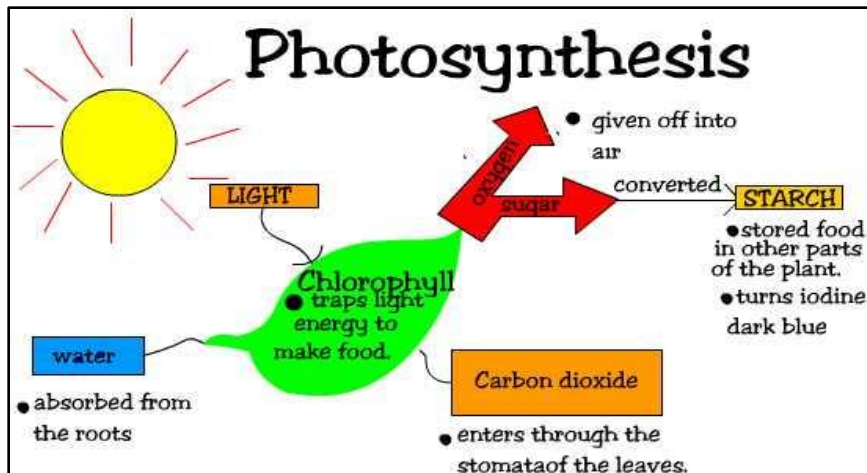 Photosynthesis
● given off into
air
oxygen
sugar
converted
STARCH
● stored food
in other parts
of the plant.
● turns iodine
dark blue
LIGHT
Chlorophyll
● traps light
energy to
make food.
water
● absorbed from
the roots
Carbon dioxide
● enters through the
stomataof the leaves.